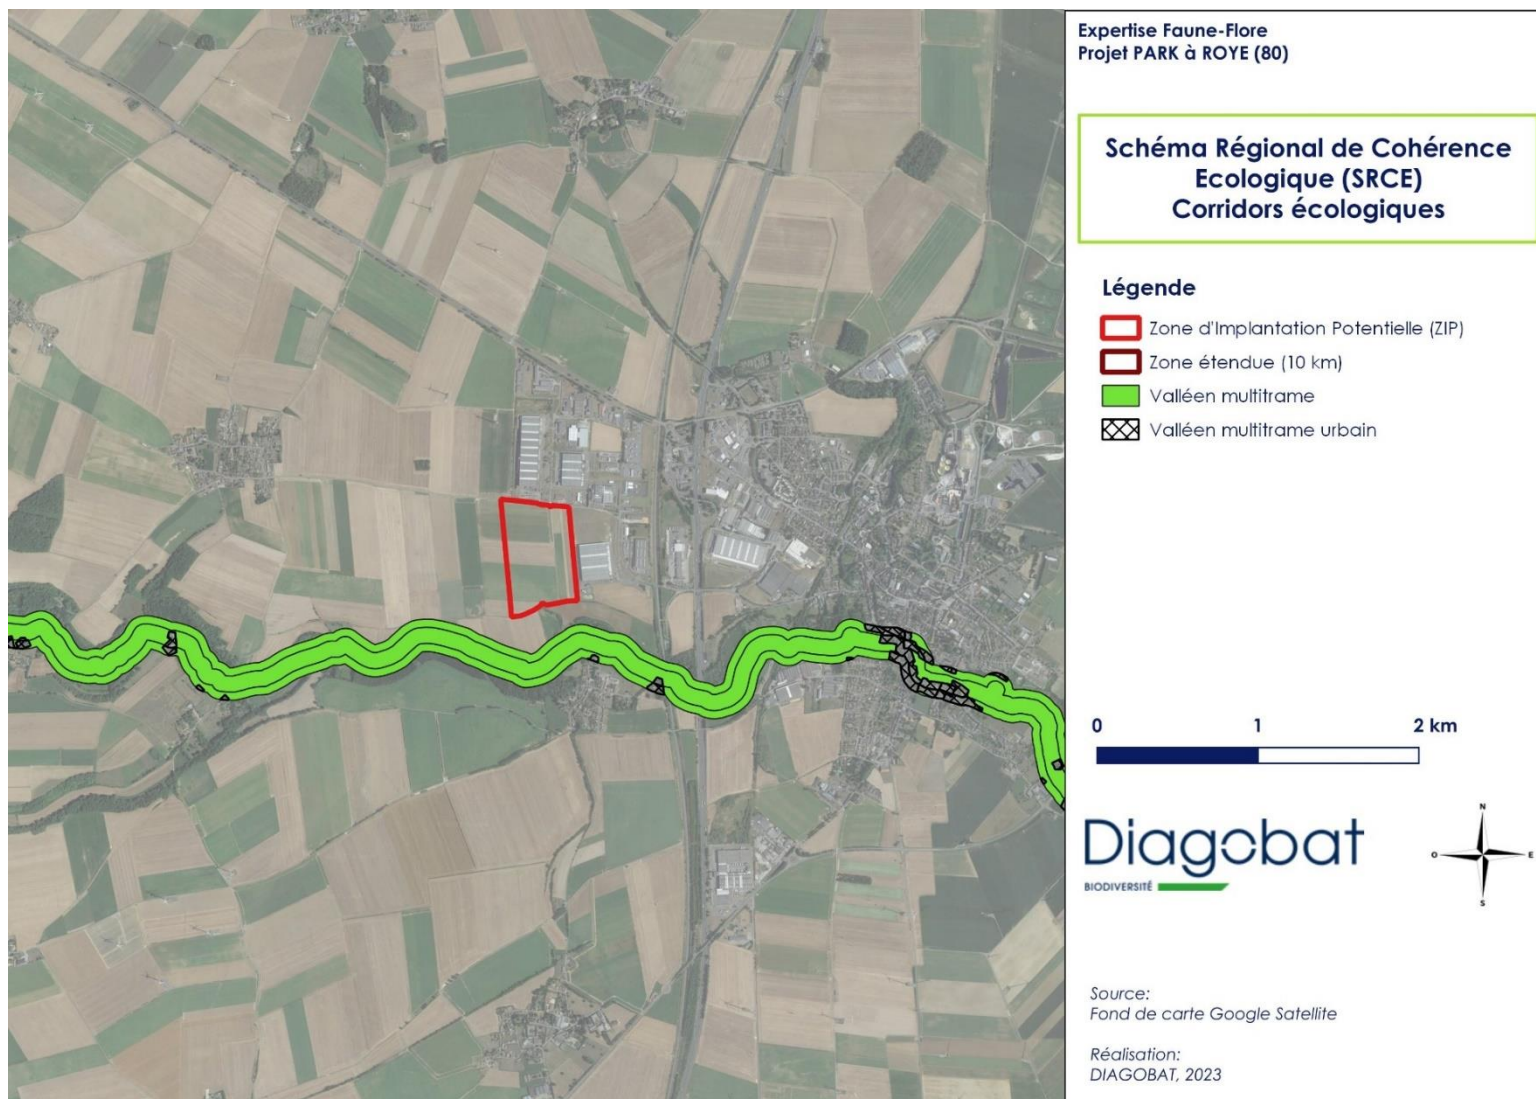 Expertise Faune-Flore
Projet PARK à ROYE (80)
Schéma Régional de Cohérence
Ecologique (SRCE)
Corridors écologiques
Légende
Zone d'Implantation Potentielle (ZIP)
Zone étendue (10 km)
Valléen multitrame
Valléen multitrame urbain
0 1 2 km
Diagobat
BIODIVERSITÉ
N
O E
S
Source:
Fond de carte Google Satellite
Réalisation:
DIAGOBAT, 2023